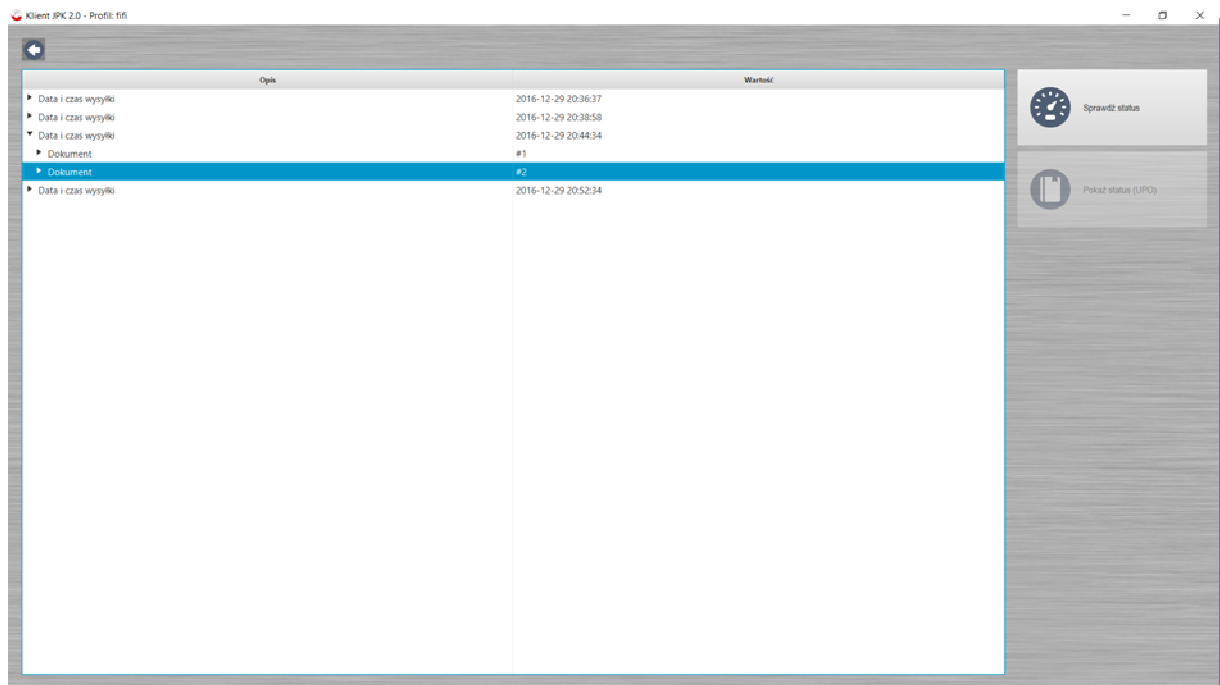 Klient JPK 2.0 - Profil: fifi
Opis Wartość
Data i czas wysyłki 2016-12-29 20:36:37
Data i czas wysyłki 2016-12-29 20:38:58
Data i czas wysyłki 2016-12-29 20:44:34
Dokument #1
Dokument #2
Data i czas wysyłki 2016-12-29 20:52:34
Sprawdź status
Pokaż status (UPO)